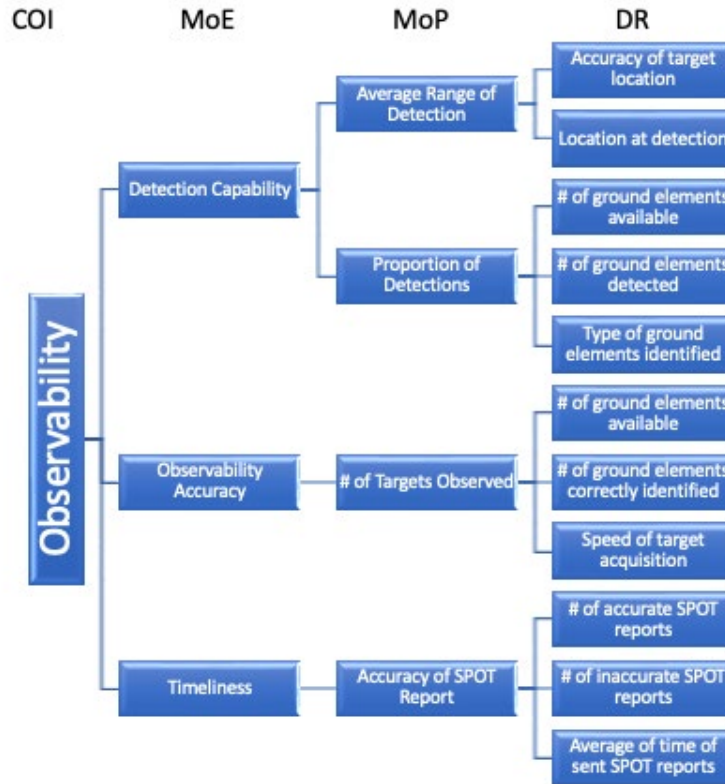 COI MoE MoP DR
Observability
Detection Capability
Average Range of
Detection
Accuracy of target
location
Location at detection
Proportion of
Detections
# of ground elements
available
# of ground elements
detected
Type of ground
elements identified
Observability
Accuracy
# of Targets Observed
# of ground elements
available
# of ground elements
correctly identified
Speed of target
acquisition
Timeliness
Accuracy of SPOT
Report
# of accurate SPOT
reports
# of inaccurate SPOT
reports
Average of time of
sent SPOT reports